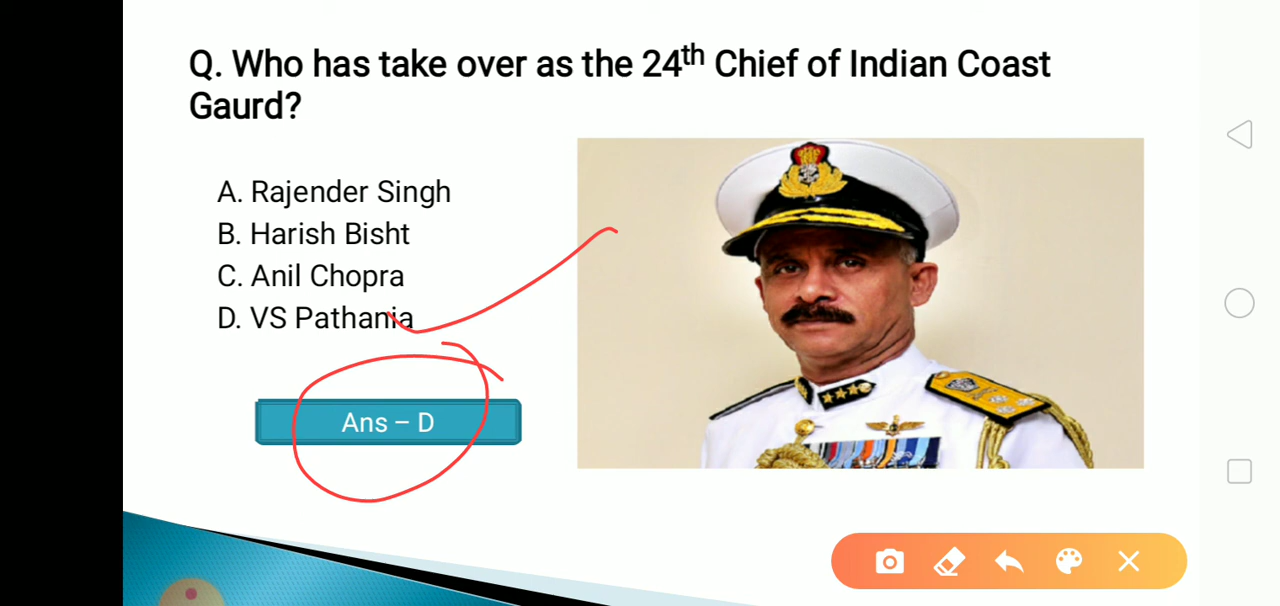 Q. Who has take over as the 24th Chief of Indian Coast
Gaurd?
A. Rajender Singh
B. Harish Bisht
C. Anil Chopra
D. VS Pathania
Ans – D